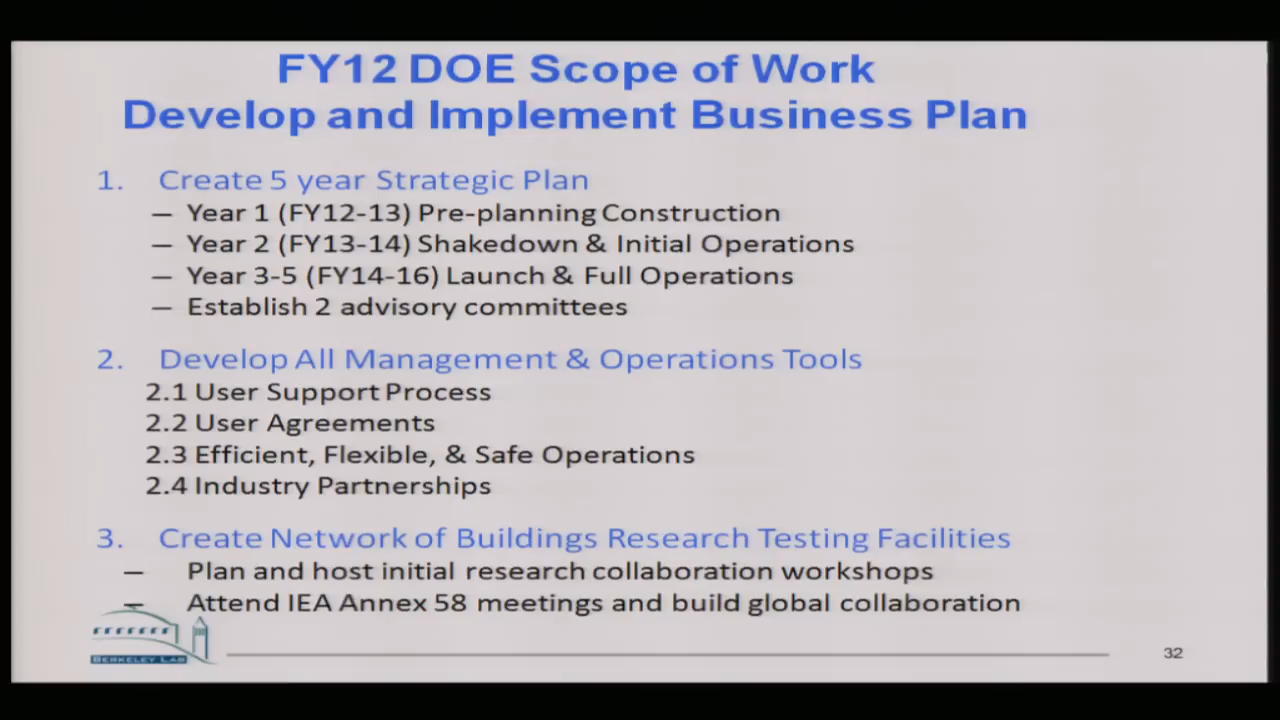 FY12 DOE Scope of Work
Develop and Implement Business Plan
1. Create 5 year Strategic Plan
– Year 1 (FY12-13) Pre-planning Construction
– Year 2 (FY13-14) Shakedown & Initial Operations
– Year 3-5 (FY14-16) Launch & Full Operations
– Establish 2 advisory committees
2. Develop All Management & Operations Tools
2.1 User Support Process
2.2 User Agreements
2.3 Efficient, Flexible, & Safe Operations
2.4 Industry Partnerships
3. Create Network of Buildings Research Testing Facilities
– Plan and host initial research collaboration workshops
– Attend IEA Annex 58 meetings and build global collaboration
BERKELEY LAB
32